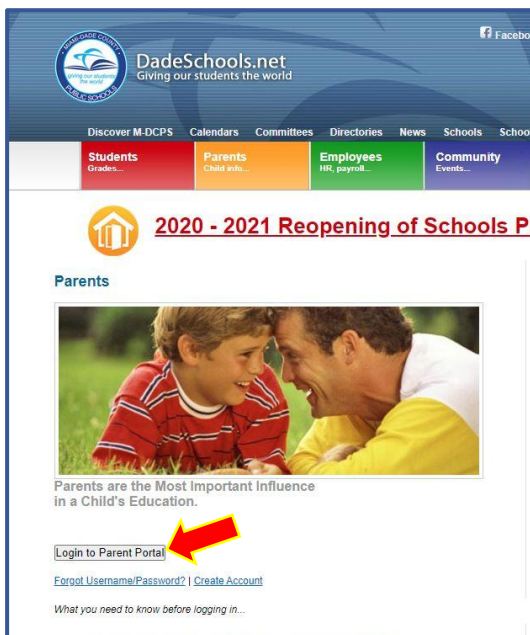 MIAMI-DADE COUNTY
giving our students
the world
PUBLIC SCHOOLS
DadeSchools.net
Giving our students the world
Facebo
Discover M-DCPS Calendars Committees Directories News Schools Schoo
Students Parents Employees Community
Grades... Child info... HR, payroll... Events...
2020 - 2021 Reopening of Schools P
Parents
Parents are the Most Important Influence
in a Child's Education.
Login to Parent Portal
Forgot Username/Password? | Create Account
What you need to know before logging in...